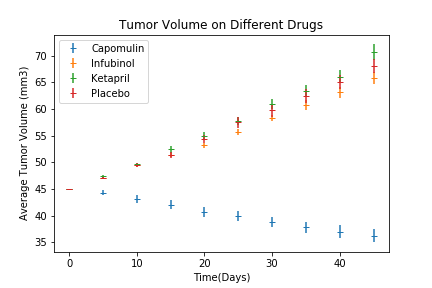 Tumor Volume on Different Drugs
Average Tumor Volume (mm3)
70
65
60
55
50
45
40
35
Capomulin
Infubinol
Ketapril
Placebo
0
10
20
30
40
Time(Days)